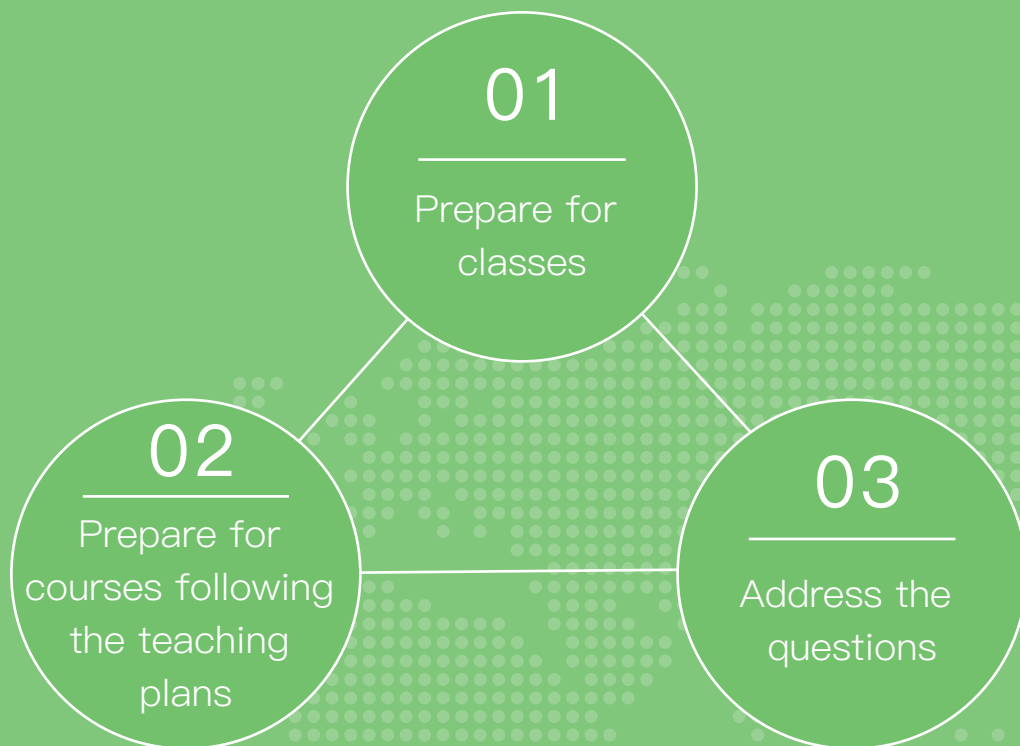 01
Prepare for
classes
02
Prepare for
courses following
the teaching
plans
03
Address the
questions